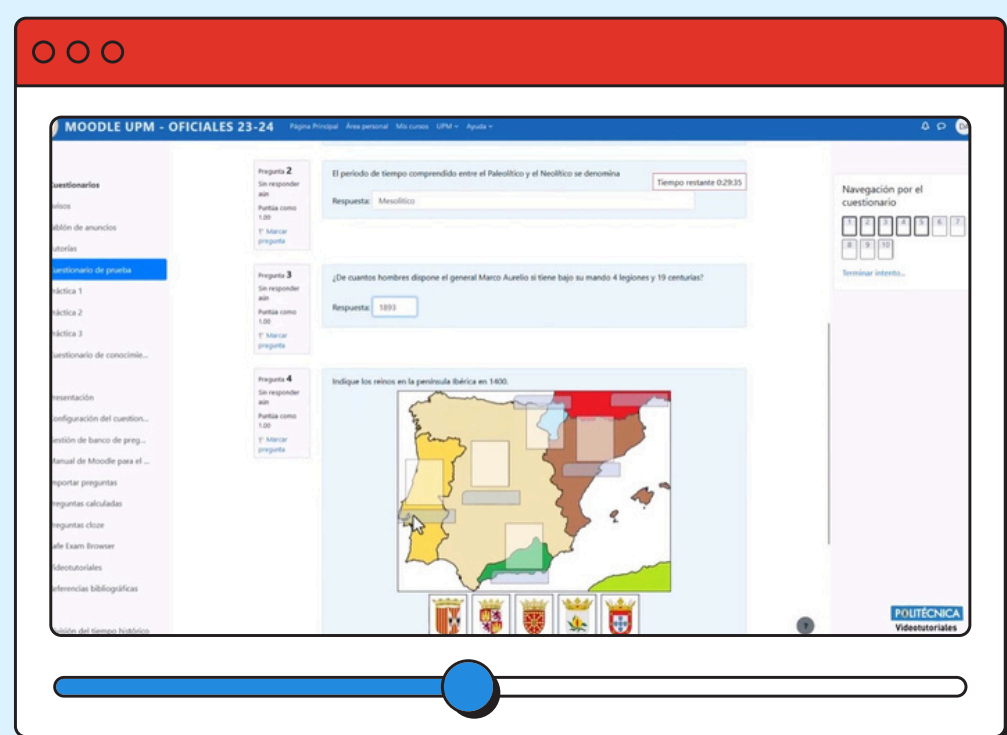 MOODLE UPM - OFICIALES 23-24 Página Principal Área personal Mis cursos UPM Ayuda
uestionarios
visos
ablón de anuncios
utorías
uestionario de prueba
ráctica 1
ráctica 2
ráctica 3
uestionario de conocimie...
resentación
onfiguración del cuestion...
estión de banco de preg...
anual de Moodle para el ...
mportar preguntas
reguntas calculadas
reguntas cloze
afe Exam Browser
ideotutoriales
eferencias bibliográficas
visión del tiempo histórico
Pregunta 2
Sin responder
aún
Puntúa como
1,00
Marcar
pregunta
El periodo de tiempo comprendido entre el Paleolítico y el Neolítico se denomina
Tiempo restante 0:29:35
Respuesta: Mesolítico
Pregunta 3
Sin responder
aún
Puntúa como
1,00
Marcar
pregunta
¿De cuantos hombres dispone el general Marco Aurelio si tiene bajo su mando 4 legiones y 19 centurias?
Respuesta: 1893
Pregunta 4
Sin responder
aún
Puntúa como
1,00
Marcar
pregunta
Indique los reinos en la península Ibérica en 1400.
Navegación por el
cuestionario
1 2 3 4 5 6 7
8 9 10
Terminar intento...
?
POLITÉCNICA
Videotutoriales